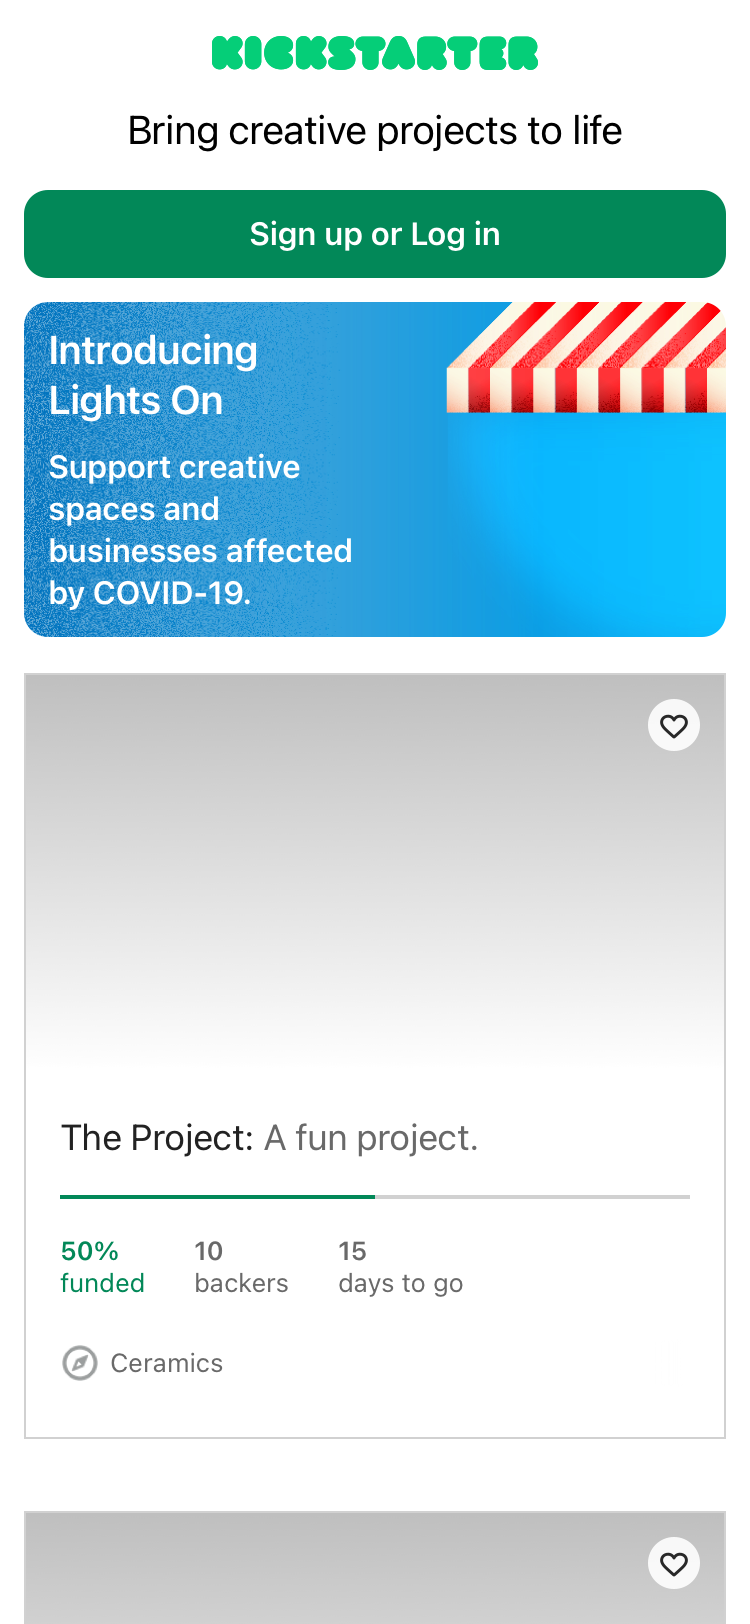 KICKSTARTER
Bring creative projects to life
Sign up or Log in
Introducing
Lights On
Support creative
spaces and
businesses affected
by COVID-19.
The Project: A fun project.
50%
funded
10
backers
15
days to go
Ceramics